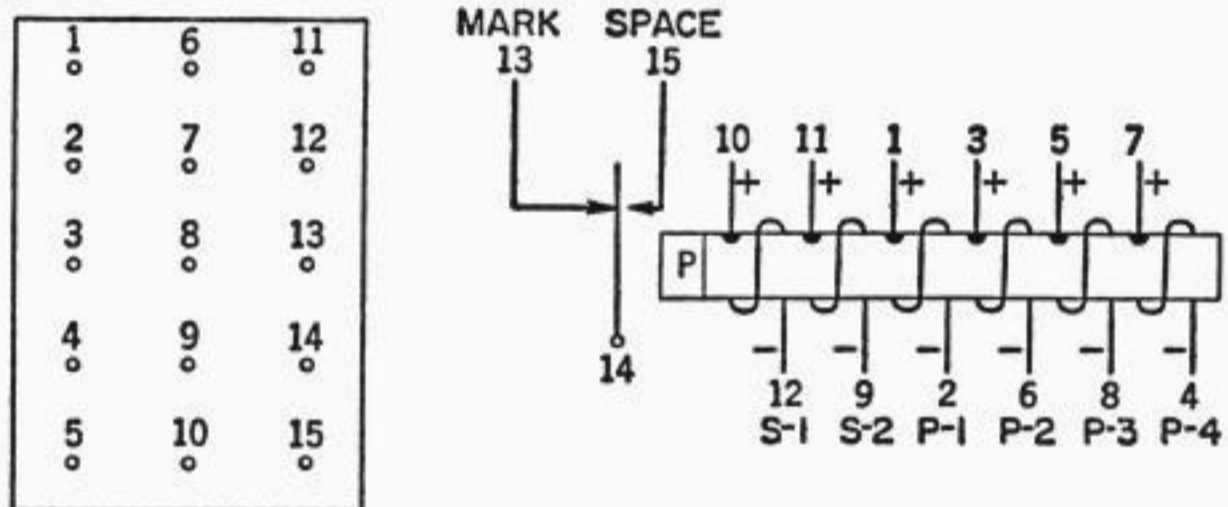 1 6 11
2 7 12
3 8 13
4 9 14
5 10 15
MARK SPACE
13 15
14
10 11 1 3 5 7
+ + + + + +
P
- - - - - -
12 9 2 6 8 4
S-1 S-2 P-1 P-2 P-3 P-4